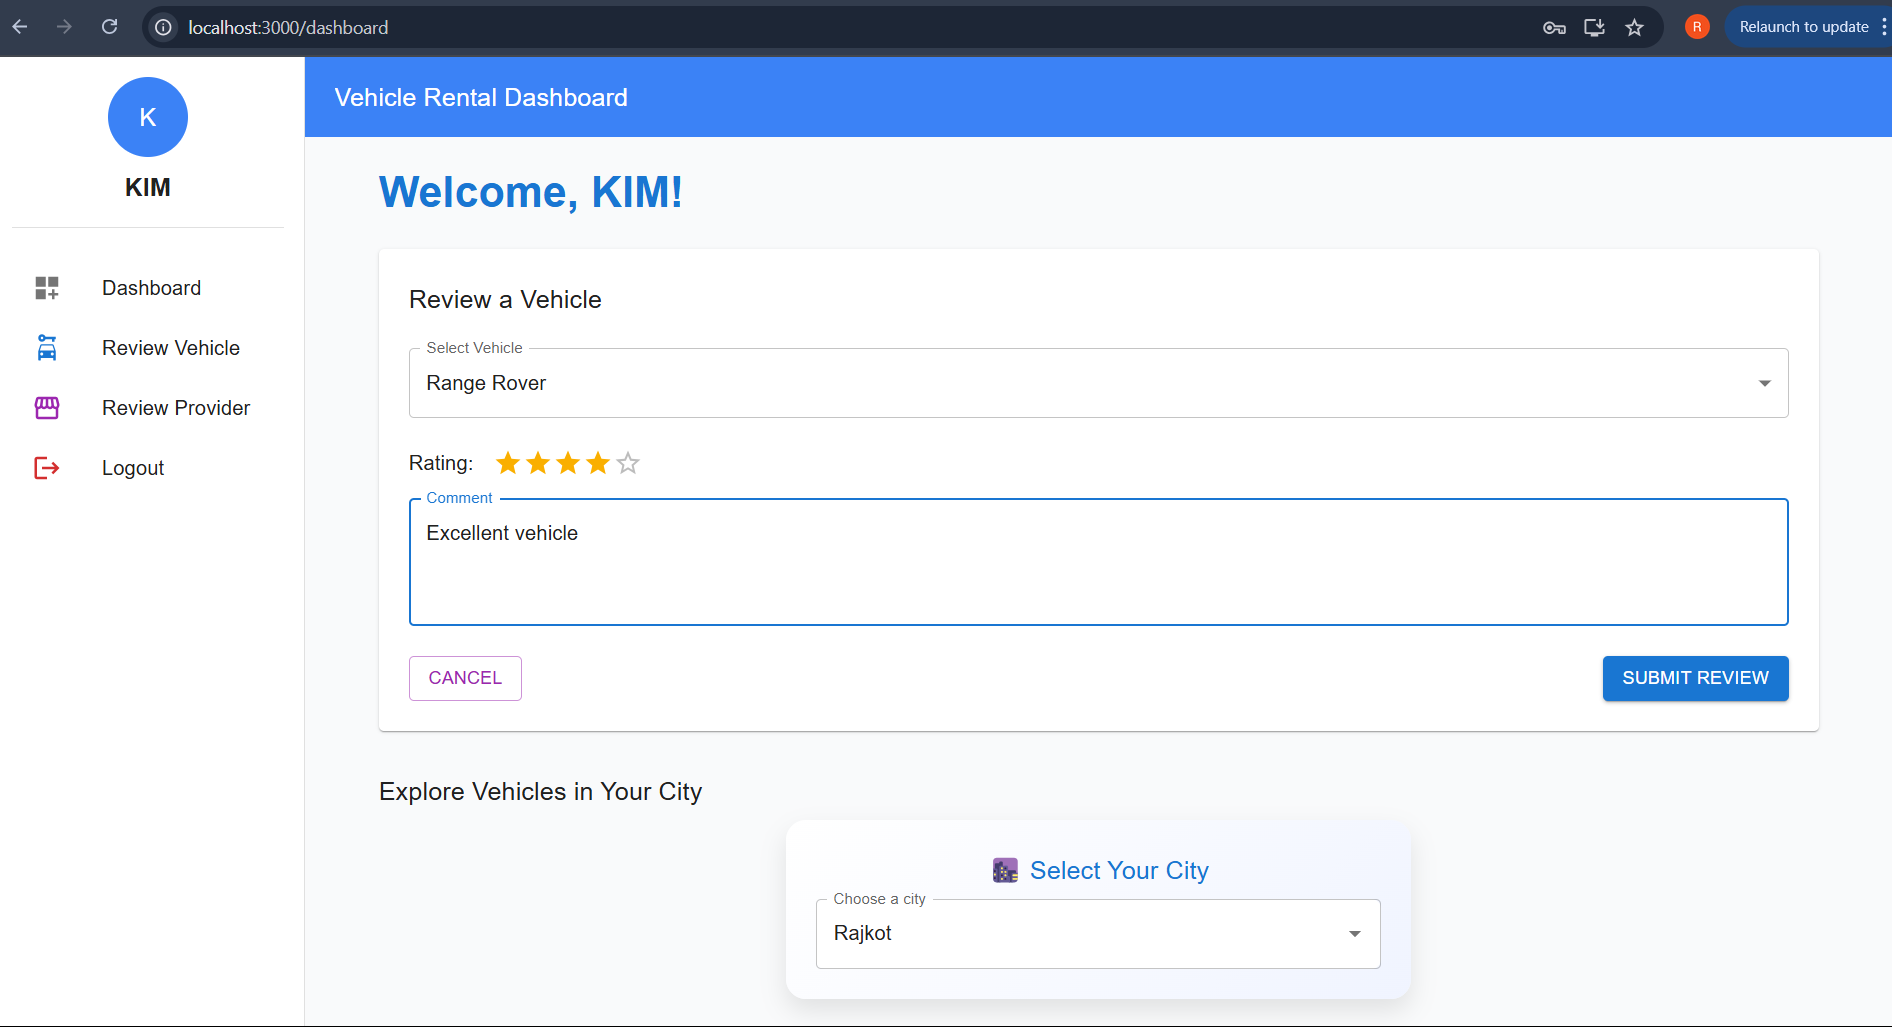 localhost:3000/dashboard
R
Relaunch to update
K
KIM
Dashboard
Review Vehicle
Review Provider
Logout
Vehicle Rental Dashboard
Welcome, KIM!
Review a Vehicle
Select Vehicle
Range Rover
Rating:
Comment
Excellent vehicle
CANCEL
SUBMIT REVIEW
Explore Vehicles in Your City
Select Your City
Choose a city
Rajkot